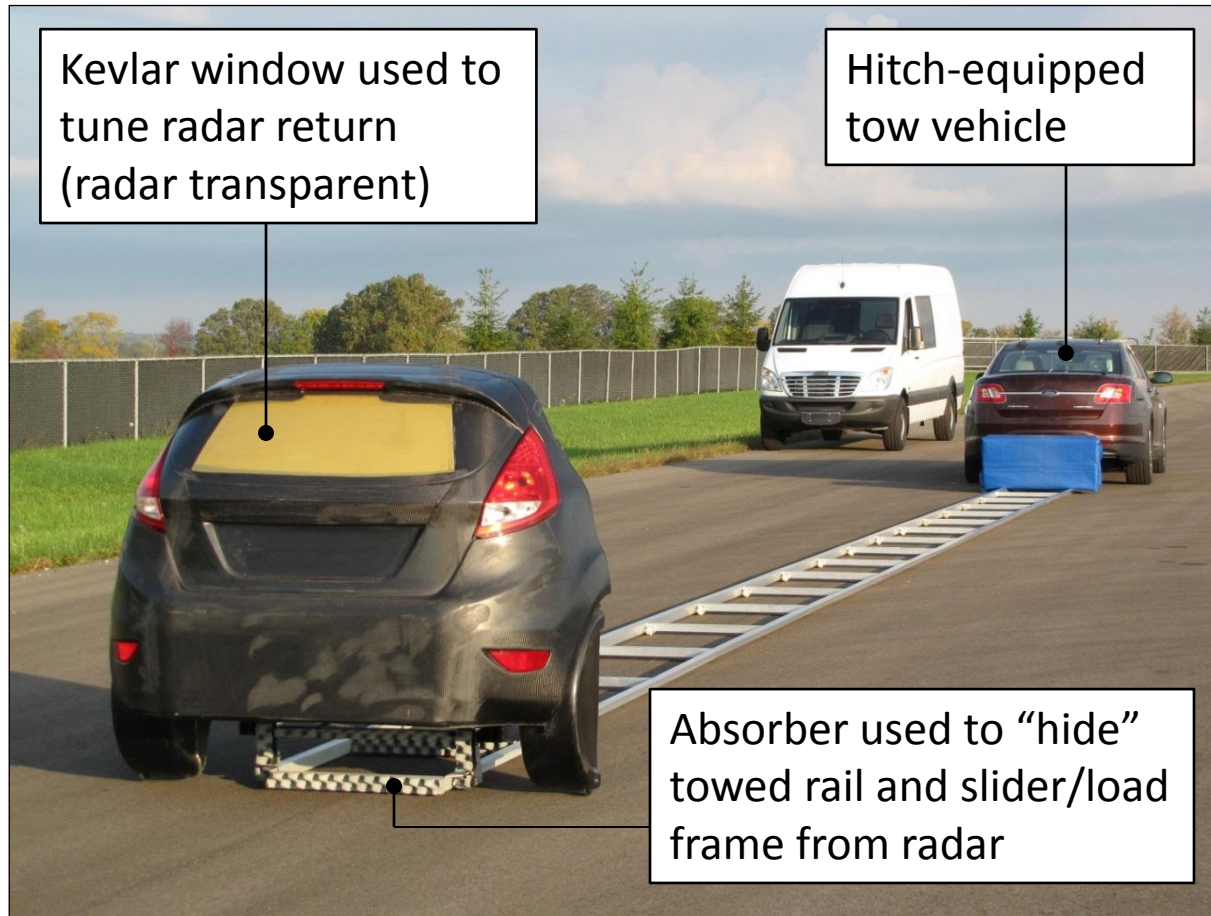 Kevlar window used to
tune radar return
(radar transparent)
Hitch-equipped
tow vehicle
Absorber used to “hide”
towed rail and slider/load
frame from radar